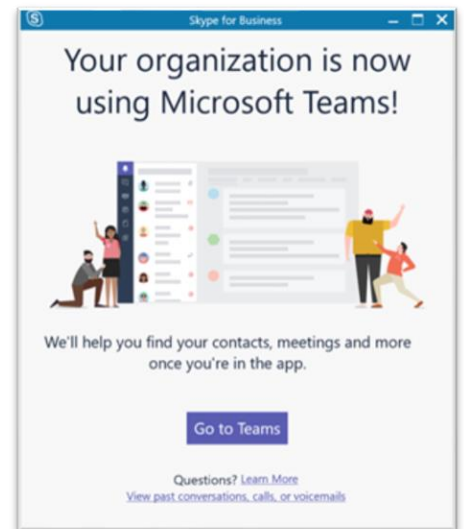 Skype for Business
Your organization is now
using Microsoft Teams!
We'll help you find your contacts, meetings and more
once you're in the app.
Go to Teams
Questions? Learn More
View past conversations, calls, or voicemails